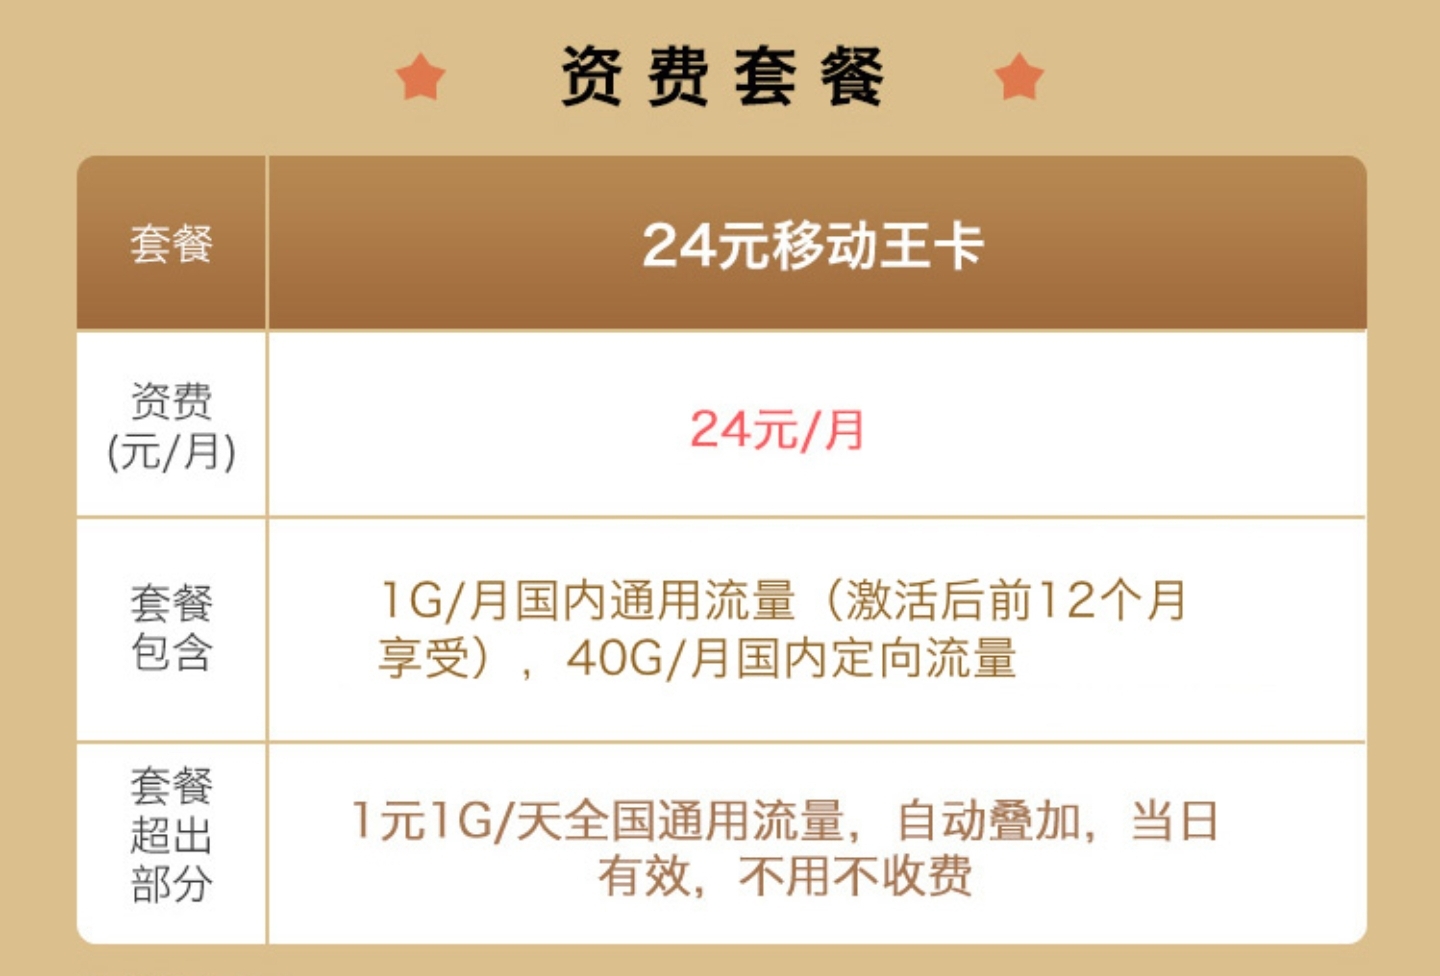 资费套餐
套餐
24元移动王卡
资费
(元/月)
24元/月
套餐
包含
1G/月国内通用流量（激活后前12个月
享受），40G/月国内定向流量
套餐
超出
部分
1元1G/天全国通用流量，自动叠加，当日
有效，不用不收费